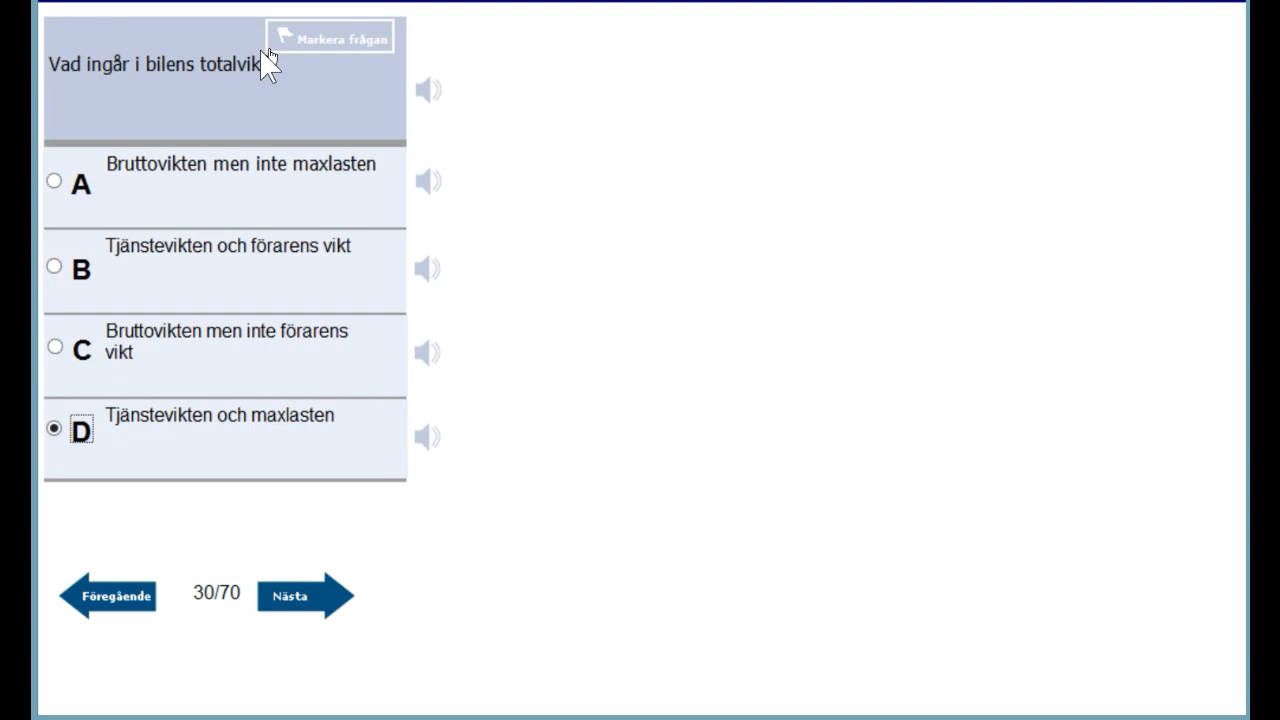 Markera frågan
Vad ingår i bilens
A
Bruttovikten men inte maxlasten
B
Tjänstevikten och förarens vikt
C
Bruttovikten men inte förarens
vikt
D
Tjänstevikten och maxlasten
Föregående
30/70
Nästa